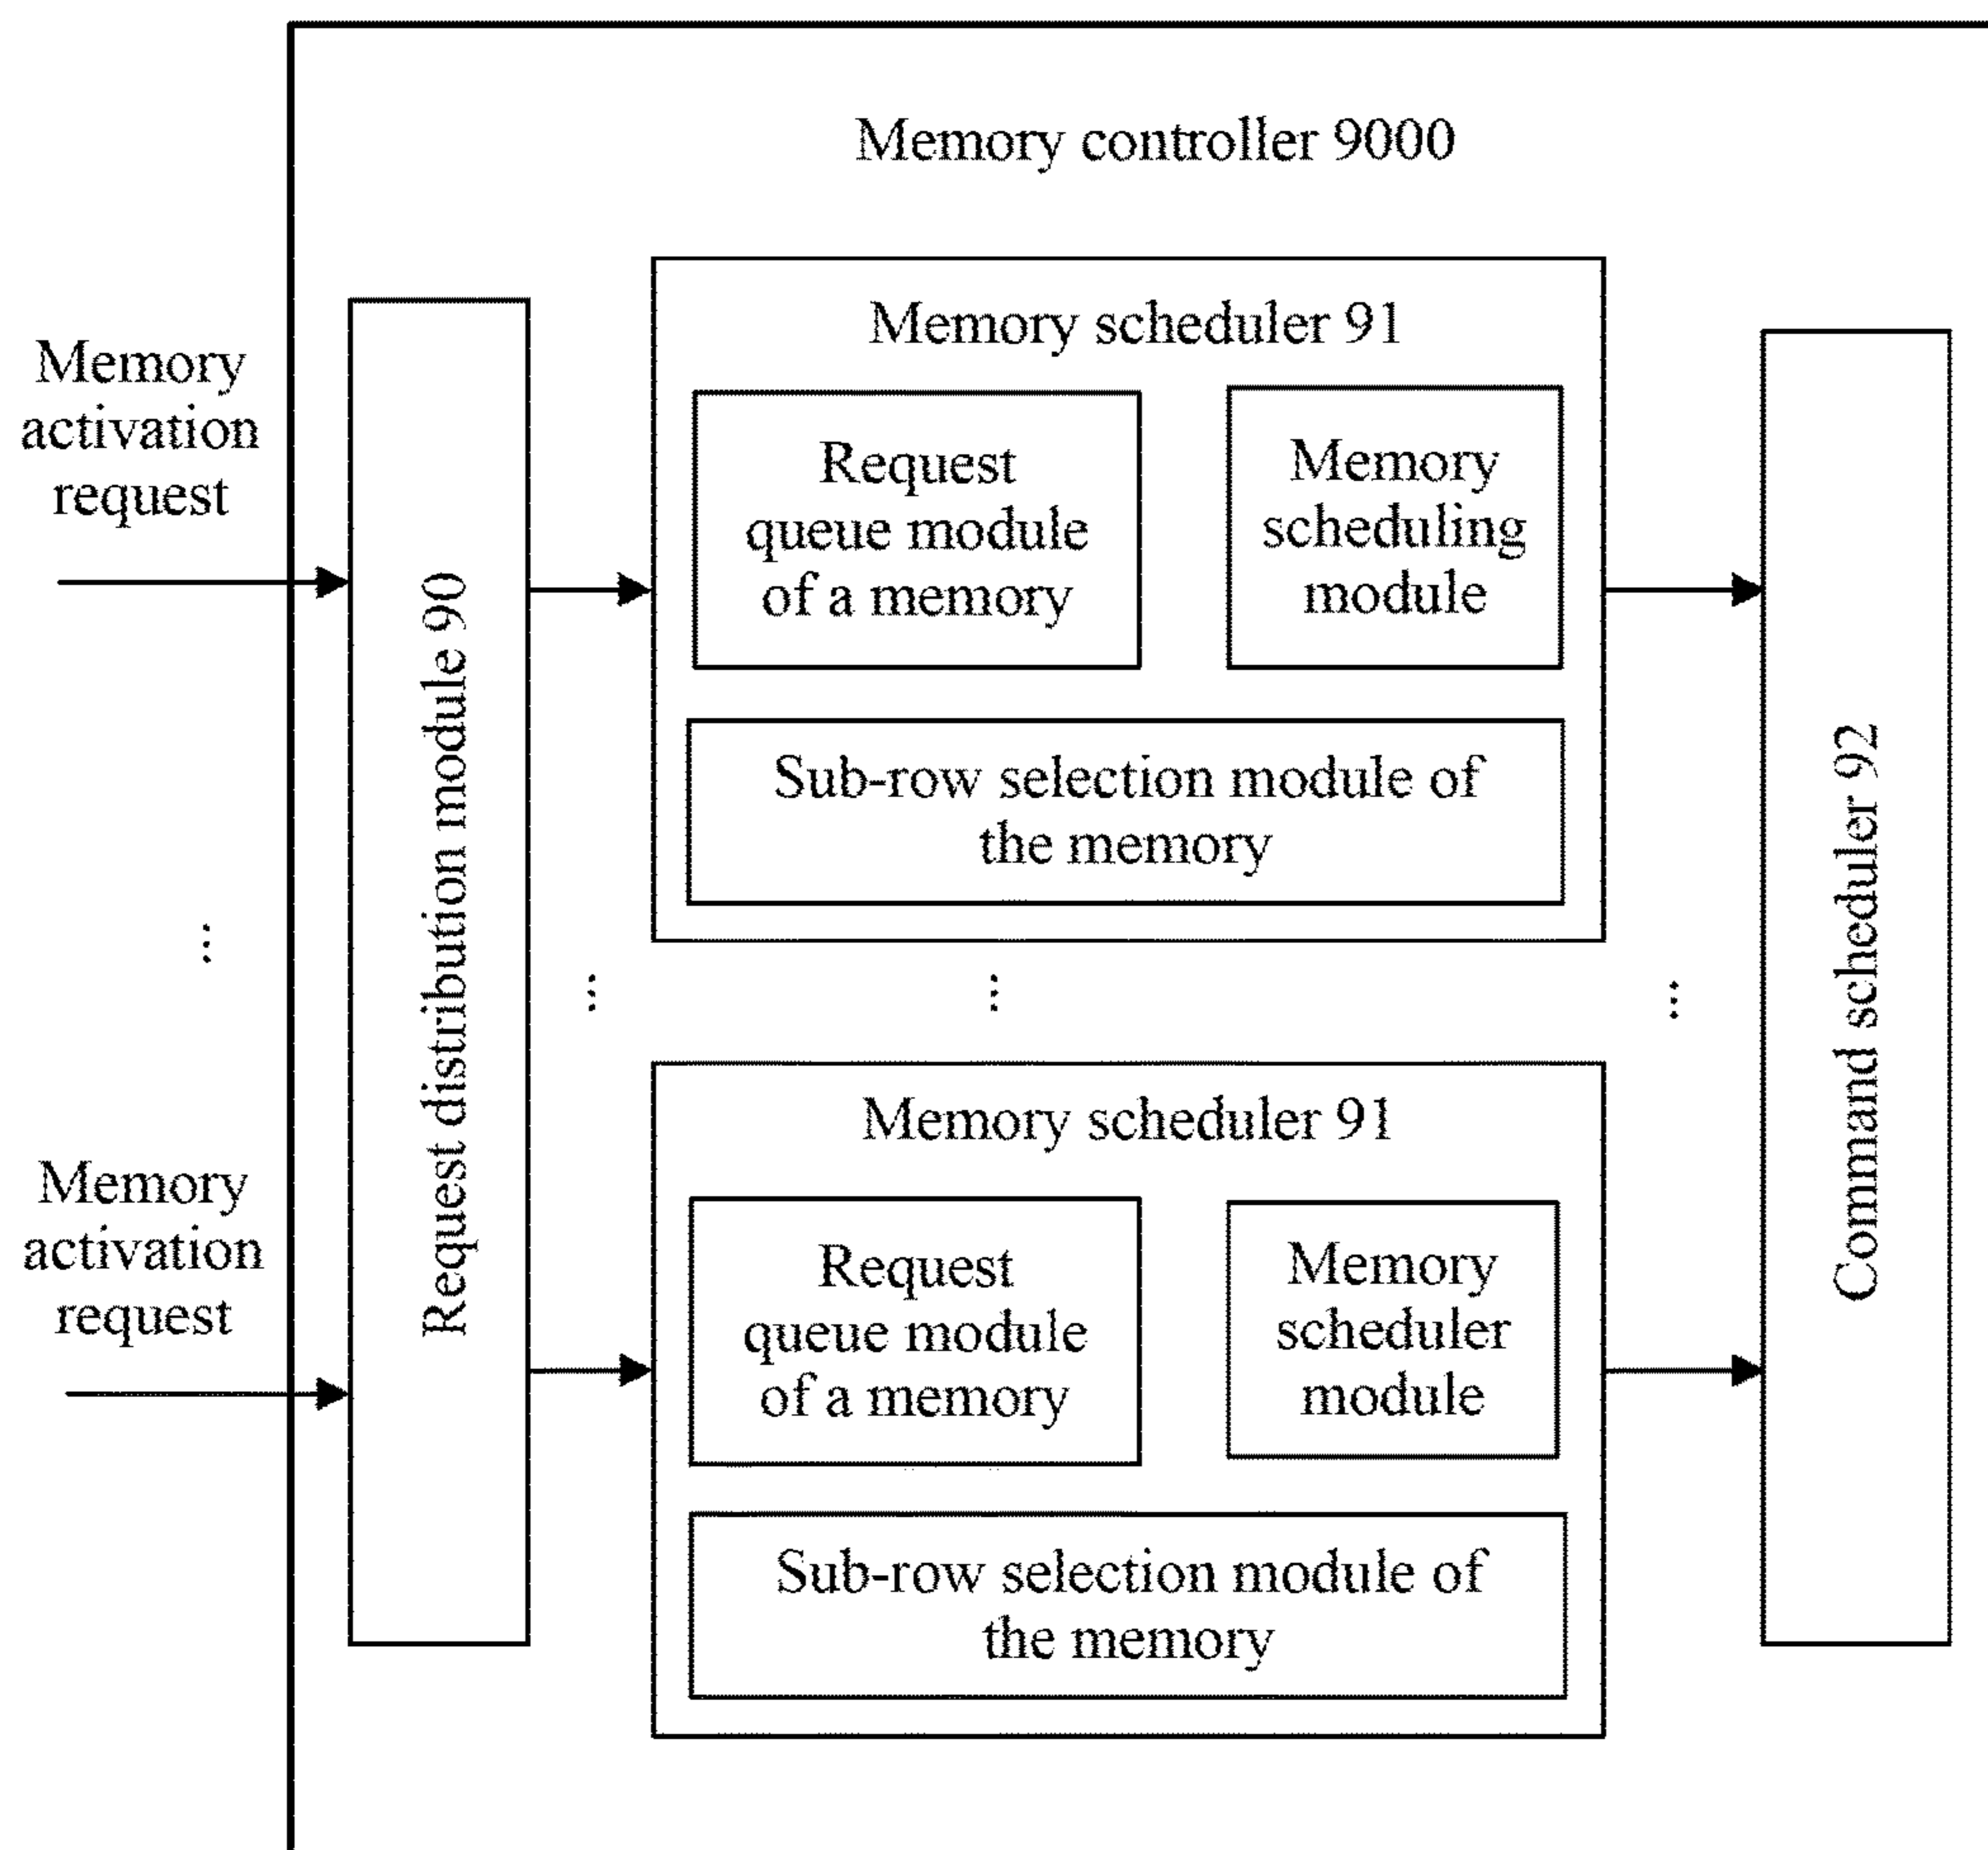 Memory controller 9000
Memory
activation
request
Request distribution module 90
Memory scheduler 91
Request
queue module
of a memory
Memory
scheduling
module
Sub-row selection module of
the memory
Command scheduler 92
...
...
...
...
Memory
activation
request
Memory scheduler 91
Request
queue module
of a memory
Memory
scheduler
module
Sub-row selection module of
the memory